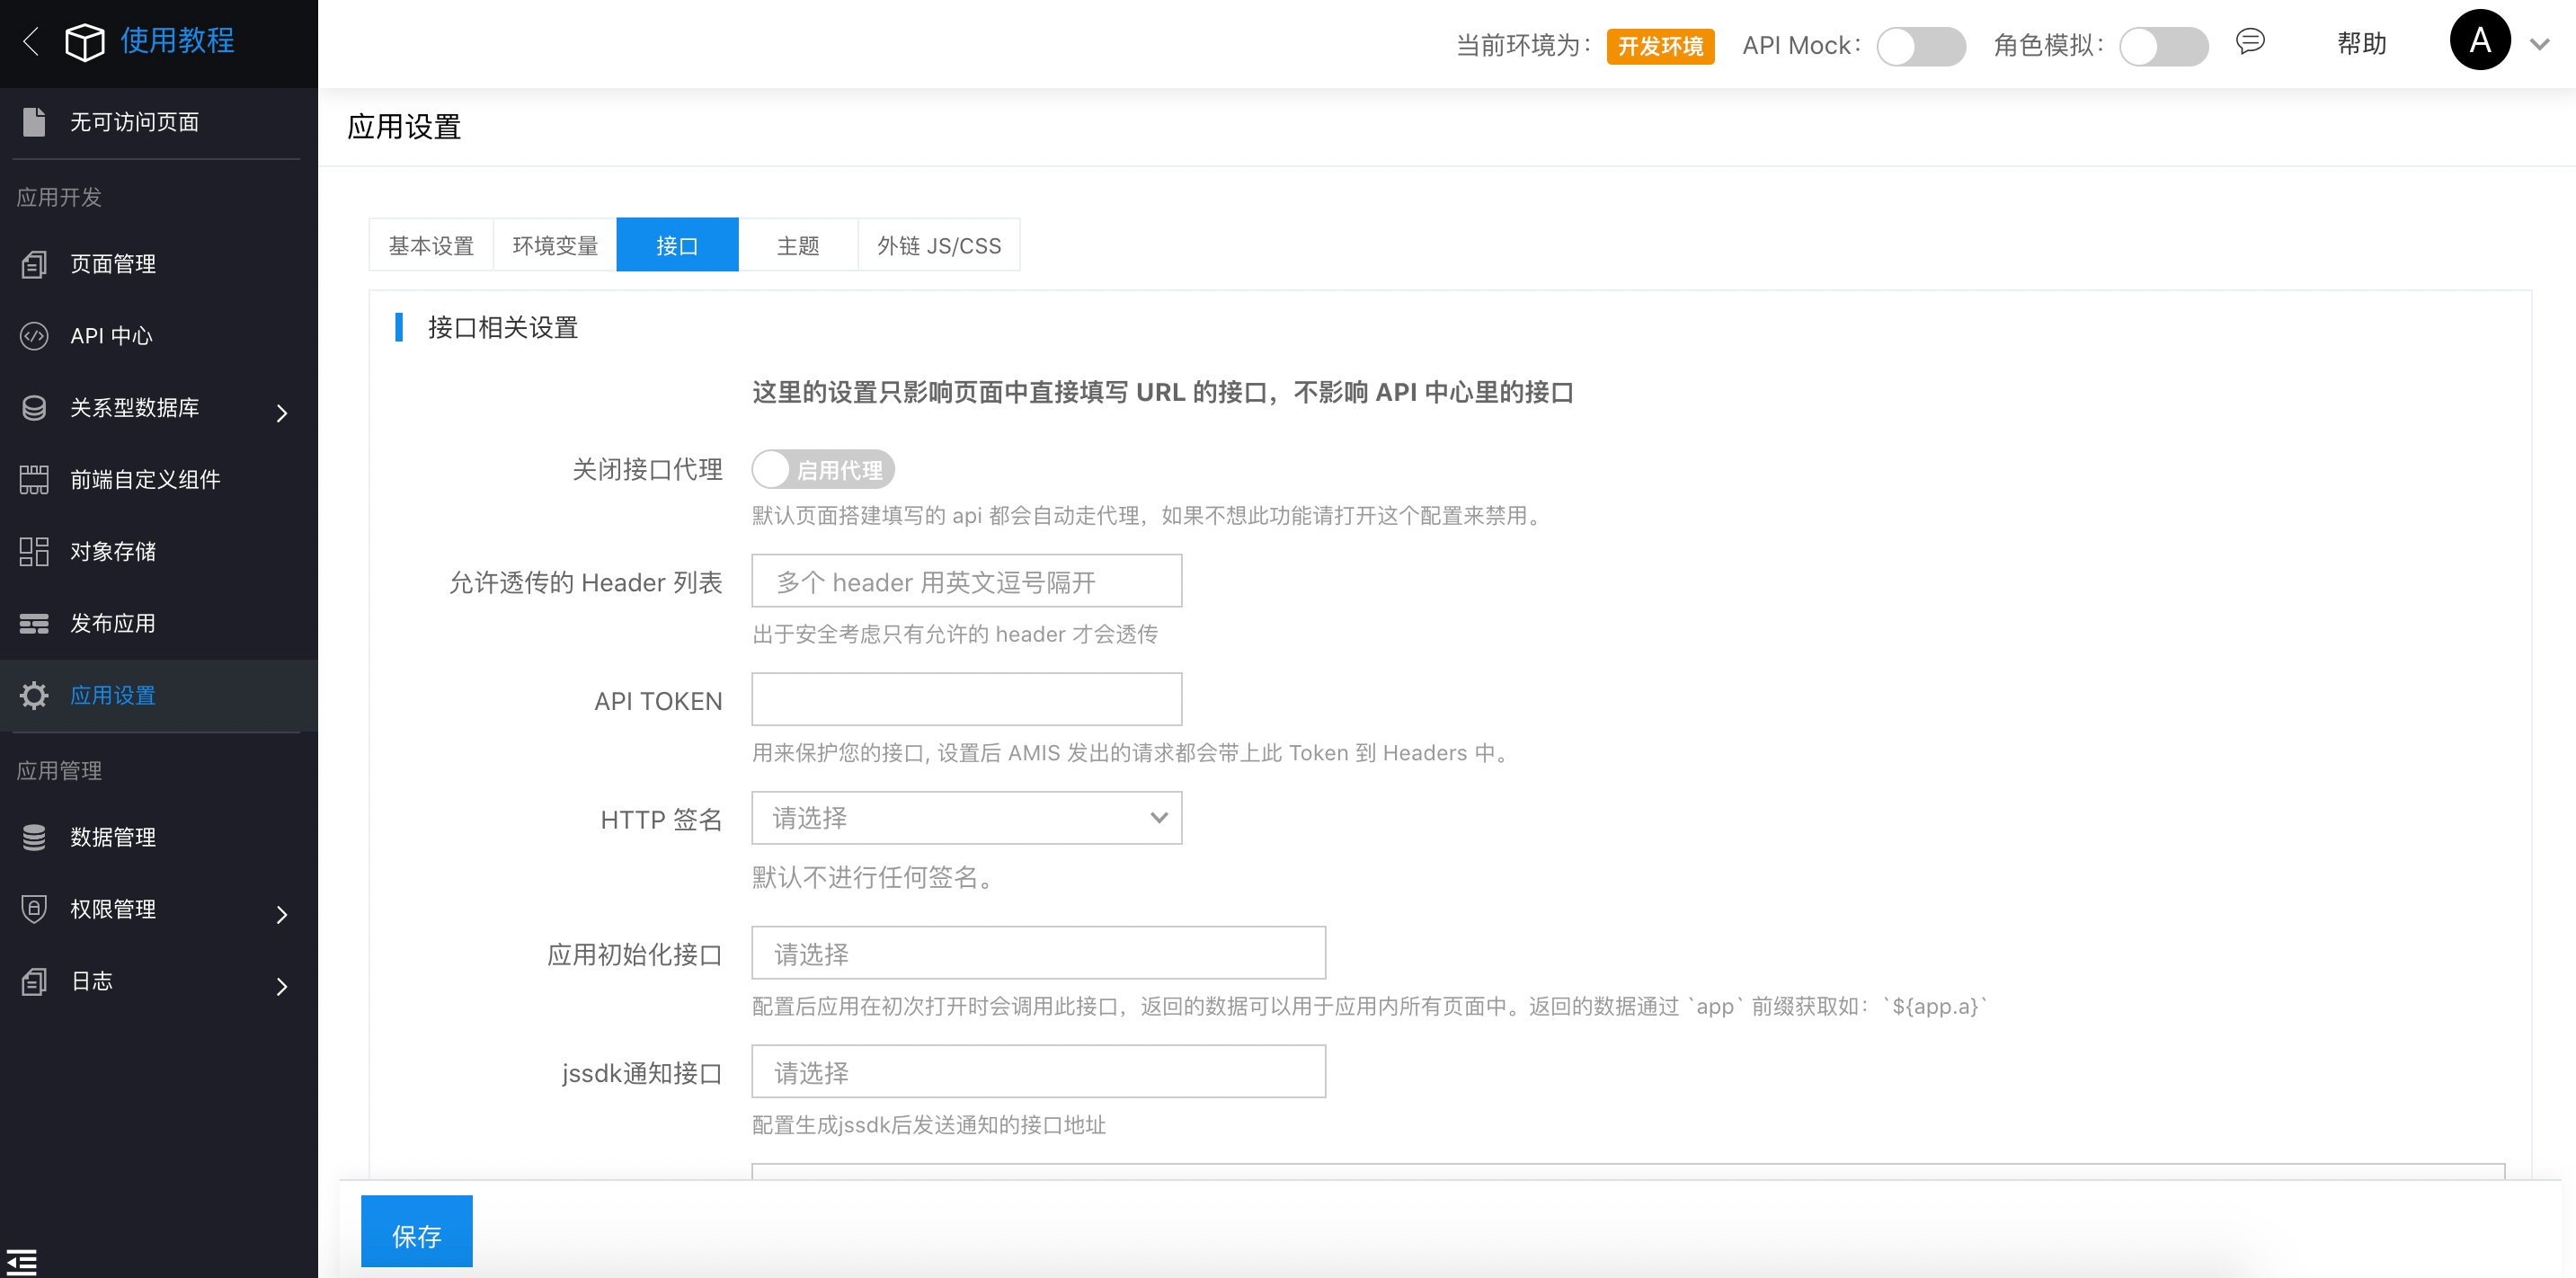 使用教程
当前环境为： 开发环境 API Mock： 角色模拟： 帮助 A
无可访问页面
应用开发
页面管理
API 中心
关系型数据库
前端自定义组件
对象存储
发布应用
应用设置
应用管理
数据管理
权限管理
日志
应用设置
基本设置 环境变量 接口 主题 外链 JS/CSS
接口相关设置
这里的设置只影响页面中直接填写 URL 的接口，不影响 API 中心里的接口
关闭接口代理 启用代理
默认页面搭建填写的 api 都会自动走代理，如果不想此功能请打开这个配置来禁用。
允许透传的 Header 列表 多个 header 用英文逗号隔开
出于安全考虑只有允许的 header 才会透传
API TOKEN
用来保护您的接口, 设置后 AMIS 发出的请求都会带上此 Token 到 Headers 中。
HTTP 签名 请选择
默认不进行任何签名。
应用初始化接口 请选择
配置后应用在初次打开时会调用此接口，返回的数据可以用于应用内所有页面中。返回的数据通过 `app` 前缀获取如：`${app.a}`
jssdk通知接口 请选择
配置生成jssdk后发送通知的接口地址
保存